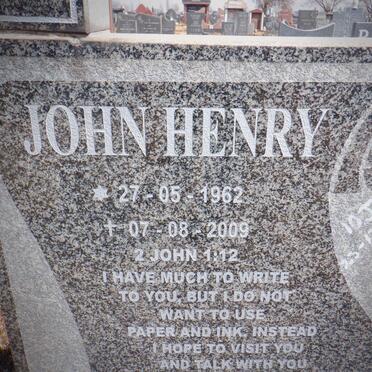 JOHN HENRY
* 27 - 05 - 1962
† 07 - 08 - 2009
2 JOHN 1:12
I HAVE MUCH TO WRITE
TO YOU, BUT I DO NOT
WANT TO USE
PAPER AND INK. INSTEAD
I HOPE TO VISIT YOU
AND TALK WITH YOU